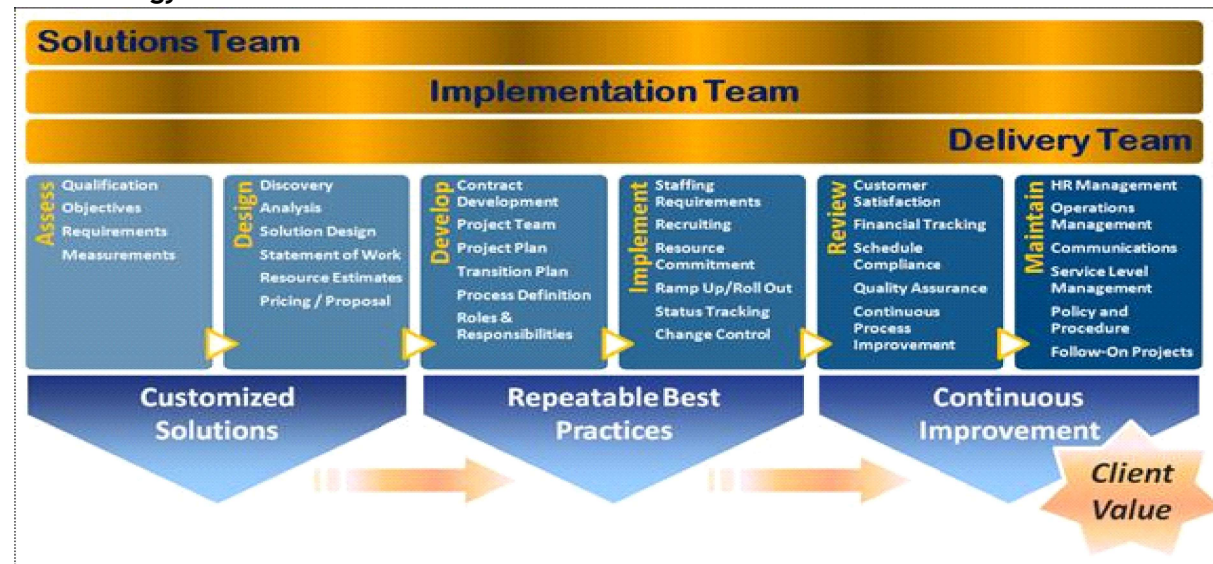 Solutions Team
Implementation Team
Delivery Team
Assess
Qualification
Objectives
Requirements
Measurements
Design
Discovery
Analysis
Solution Design
Statement of Work
Resource Estimates
Pricing / Proposal
Develop
Contract
Development
Project Team
Project Plan
Transition Plan
Process Definition
Roles &
Responsibilities
Implement
Staffing
Requirements
Recruiting
Resource
Commitment
Ramp Up/Roll Out
Status Tracking
Change Control
Review
Customer
Satisfaction
Financial Tracking
Schedule
Compliance
Quality Assurance
Continuous
Process
Improvement
Maintain
HR Management
Operations
Management
Communications
Service Level
Management
Policy and
Procedure
Follow-On Projects
Customized
Solutions
Repeatable Best
Practices
Continuous
Improvement
Client
Value